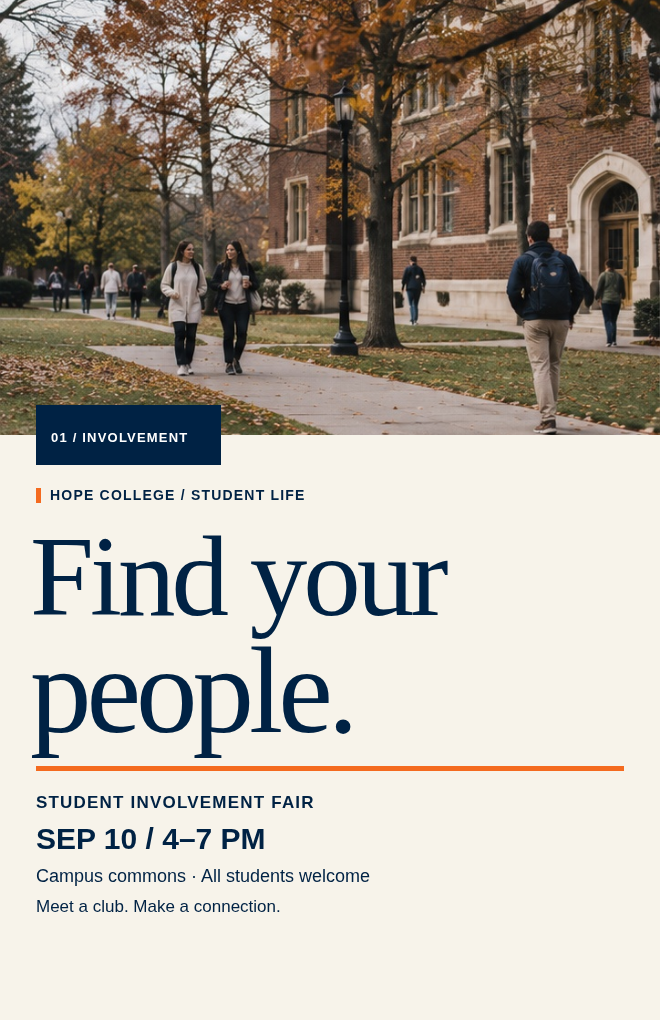 01 / INVOLVEMENT
HOPE COLLEGE / STUDENT LIFE
Find your
people.
STUDENT INVOLVEMENT FAIR
SEP 10 / 4–7 PM
Campus commons · All students welcome
Meet a club. Make a connection.